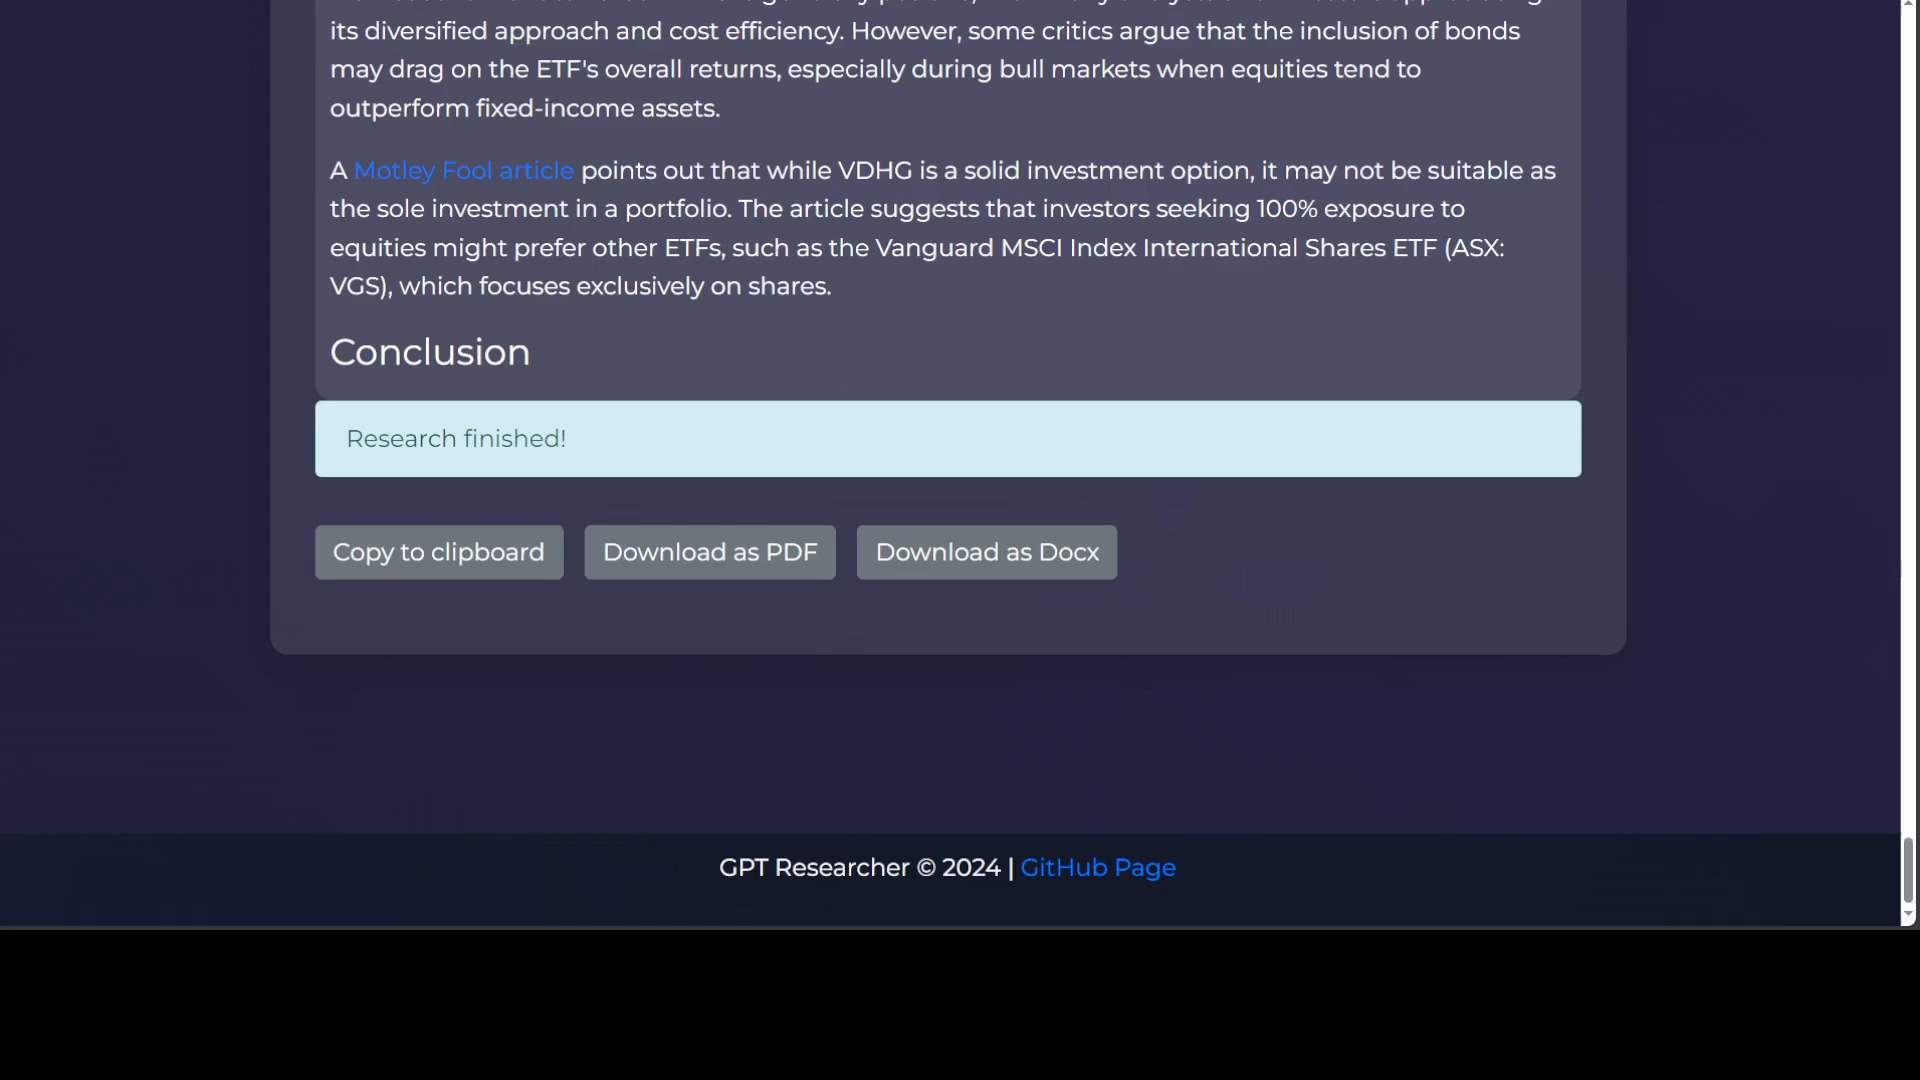 its diversified approach and cost efficiency. However, some critics argue that the inclusion of bonds
may drag on the ETF's overall returns, especially during bull markets when equities tend to
outperform fixed-income assets.
A Motley Fool article points out that while VDHG is a solid investment option, it may not be suitable as
the sole investment in a portfolio. The article suggests that investors seeking 100% exposure to
equities might prefer other ETFs, such as the Vanguard MSCI Index International Shares ETF (ASX:
VGS), which focuses exclusively on shares.
Conclusion
Research finished!
Copy to clipboard Download as PDF Download as Docx
GPT Researcher © 2024 | GitHub Page